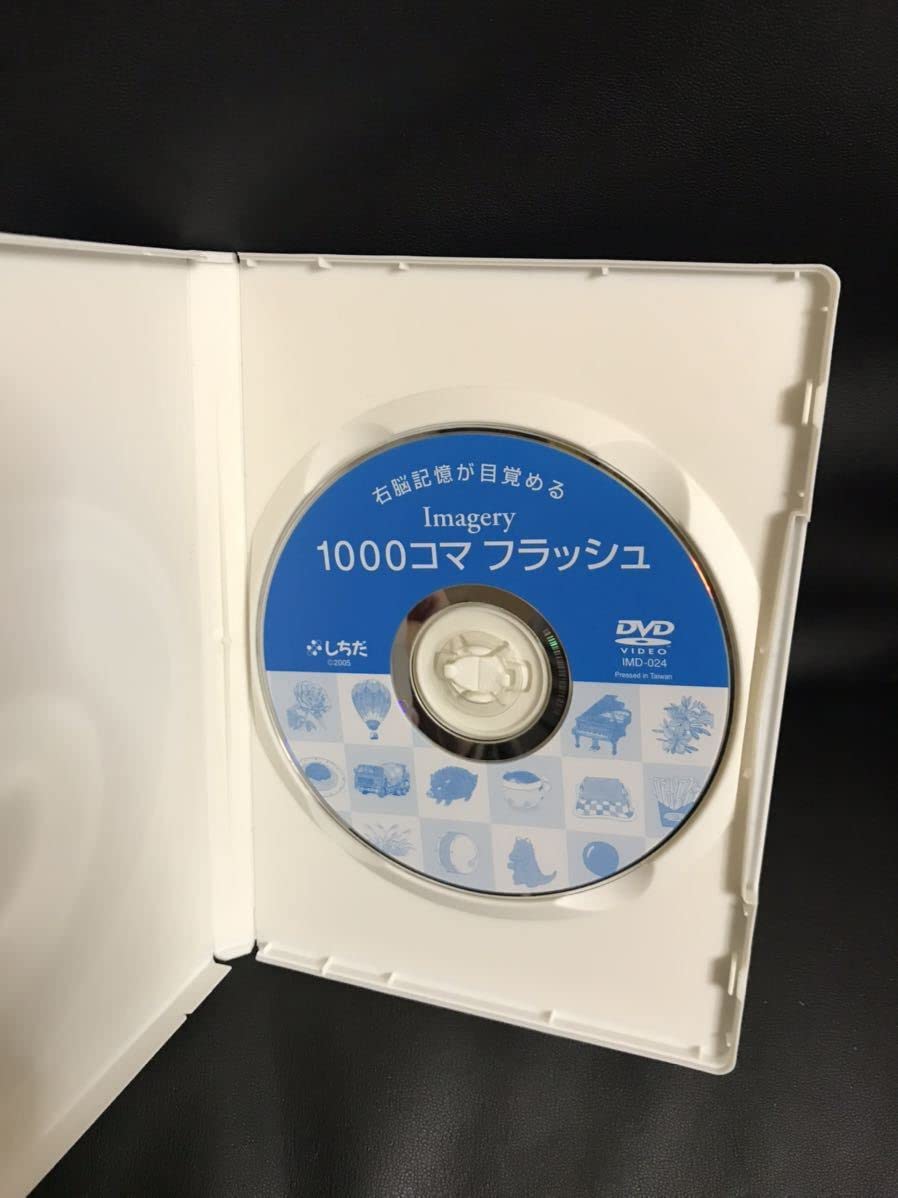 右脳記憶が目覚める
Imagery
1000コマ フラッシュ
しちだ
©2005
DVD
VIDEO
IMD-024
Pressed in Taiwan